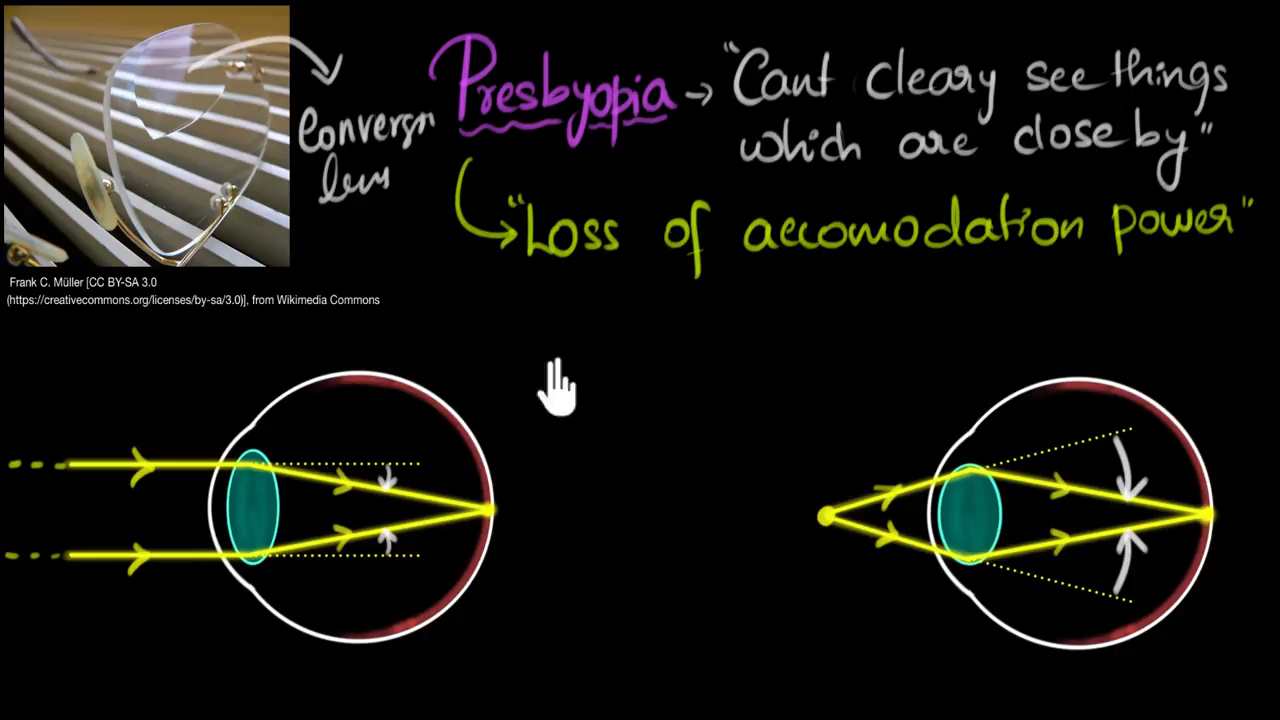 Presbyopia → "Cant cleary see things
which are close by"
Convergn
lens
"Loss of accomodation power"
Frank C. Müller [CC BY-SA 3.0
(https://creativecommons.org/licenses/by-sa/3.0)], from Wikimedia Commons